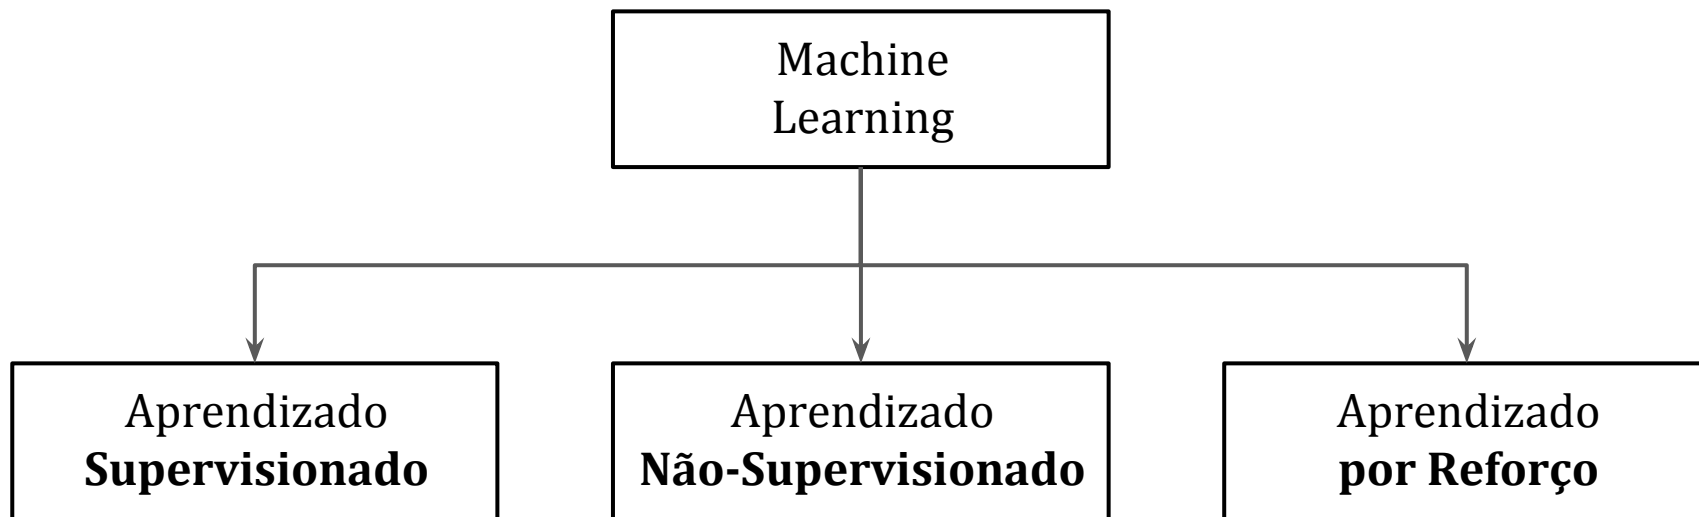 Machine
Learning
Aprendizado
Supervisionado
Aprendizado
Não-Supervisionado
Aprendizado
por Reforço